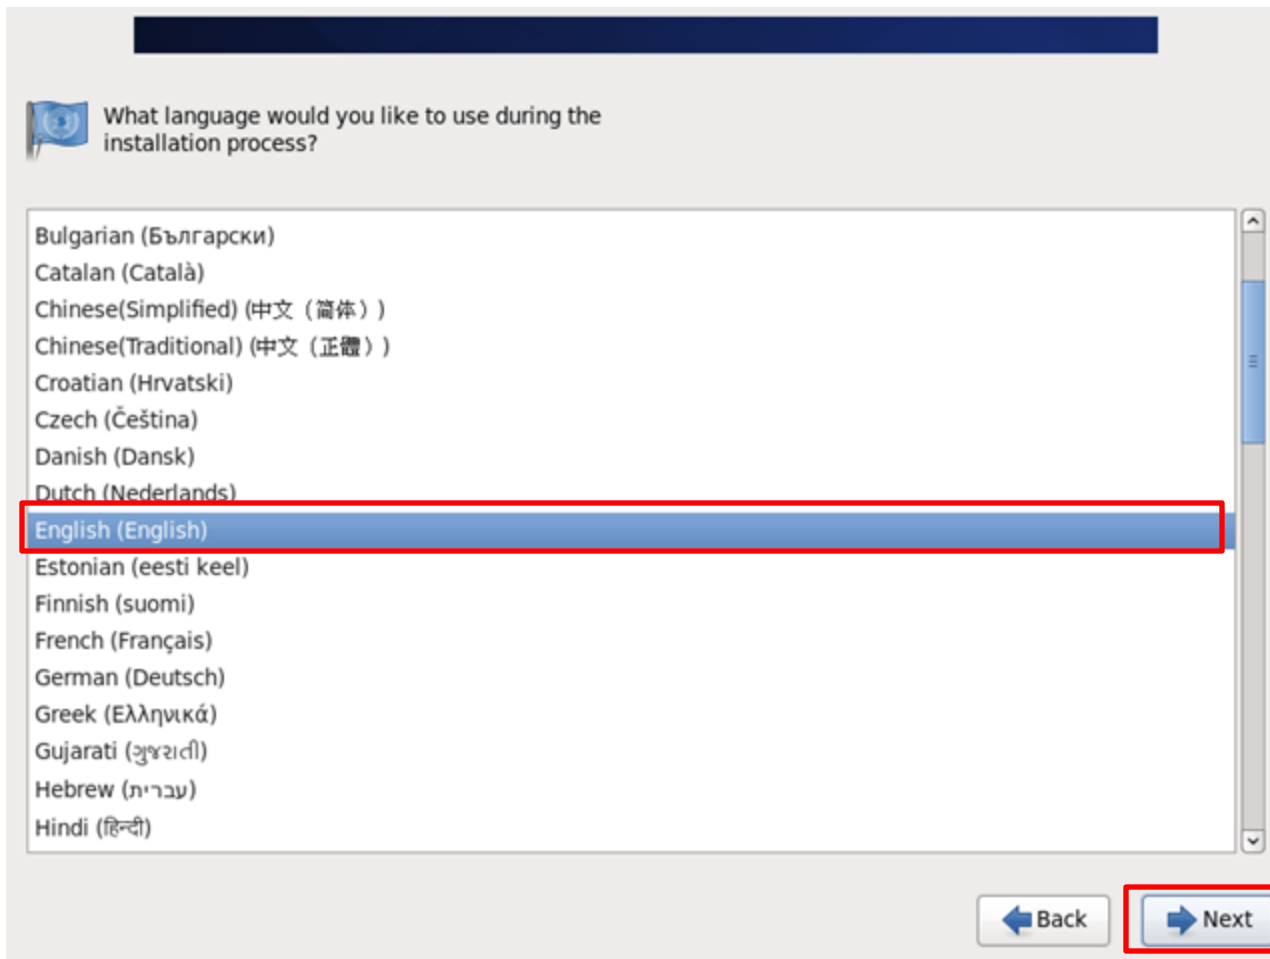 What language would you like to use during the
installation process?
Bulgarian (Български)
Catalan (Català)
Chinese(Simplified) (中文（简体）)
Chinese(Traditional) (中文（正體）)
Croatian (Hrvatski)
Czech (Čeština)
Danish (Dansk)
Dutch (Nederlands)
English (English)
Estonian (eesti keel)
Finnish (suomi)
French (Français)
German (Deutsch)
Greek (Ελληνικά)
Gujarati (ગુજરાતી)
Hebrew (עברית)
Hindi (हिन्दी)
Back
Next